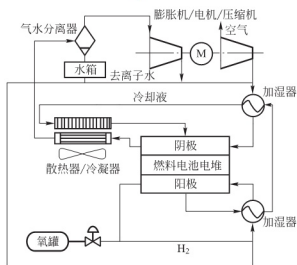 膨胀机/电机/压缩机
气水分离器
空气
M
水箱
去离子水
冷却液
加湿器
阴极
燃料电池电堆
阳极
散热器/冷凝器
加湿器
氧罐
H₂